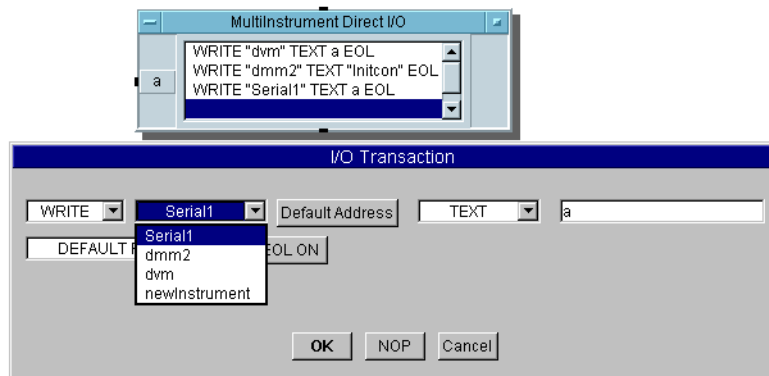 MultiInstrument Direct I/O
a
WRITE "dvm" TEXT a EOL
WRITE "dmm2" TEXT "Initcon" EOL
WRITE "Serial1" TEXT a EOL
I/O Transaction
WRITE Serial1 Default Address TEXT a
DEFAULT EOL ON
Serial1
dmm2
dvm
newInstrument
OK NOP Cancel